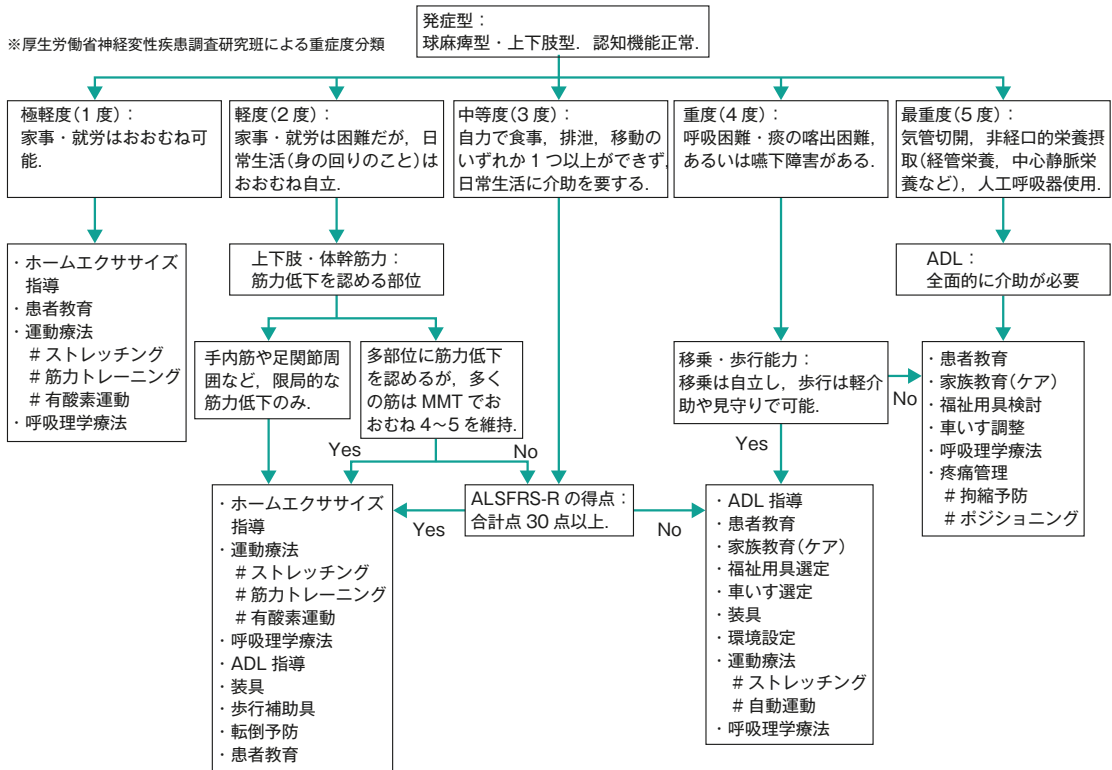 発症型：
球麻痺型・上下肢型．認知機能正常．
※厚生労働省神経変性疾患調査研究班による重症度分類
極軽度(1 度)：
家事・就労はおおむね可
能．
軽度(2 度)：
家事・就労は困難だが，日
常生活(身の回りのこと)は
おおむね自立．
中等度(3 度)：
自力で食事，排泄，移動の
いずれか 1 つ以上ができず，
日常生活に介助を要する．
重度(4 度)：
呼吸困難・痰の喀出困難，
あるいは嚥下障害がある．
最重度(5 度)：
気管切開，非経口的栄養摂
取(経管栄養，中心静脈栄
養など)，人工呼吸器使用．
・ホームエクササイズ
指導
・患者教育
・運動療法
# ストレッチング
# 筋力トレーニング
# 有酸素運動
・呼吸理学療法
上下肢・体幹筋力：
筋力低下を認める部位
ADL：
全面的に介助が必要
手内筋や足関節周
囲など，限局的な
筋力低下のみ．
多部位に筋力低下
を認めるが，多く
の筋は MMT でお
おむね 4〜5 を維持．
移乗・歩行能力：
移乗は自立し，歩行は軽介
助や見守りで可能．
No
・患者教育
・家族教育(ケア)
・福祉用具検討
・車いす調整
・呼吸理学療法
・疼痛管理
# 拘縮予防
# ポジショニング
Yes
No
Yes
・ホームエクササイズ
指導
・運動療法
# ストレッチング
# 筋力トレーニング
# 有酸素運動
・呼吸理学療法
・ADL 指導
・装具
・歩行補助具
・転倒予防
・患者教育
Yes
ALSFRS-R の得点：
合計点 30 点以上．
No
・ADL 指導
・患者教育
・家族教育(ケア)
・福祉用具選定
・車いす選定
・装具
・環境設定
・運動療法
# ストレッチング
# 自動運動
・呼吸理学療法